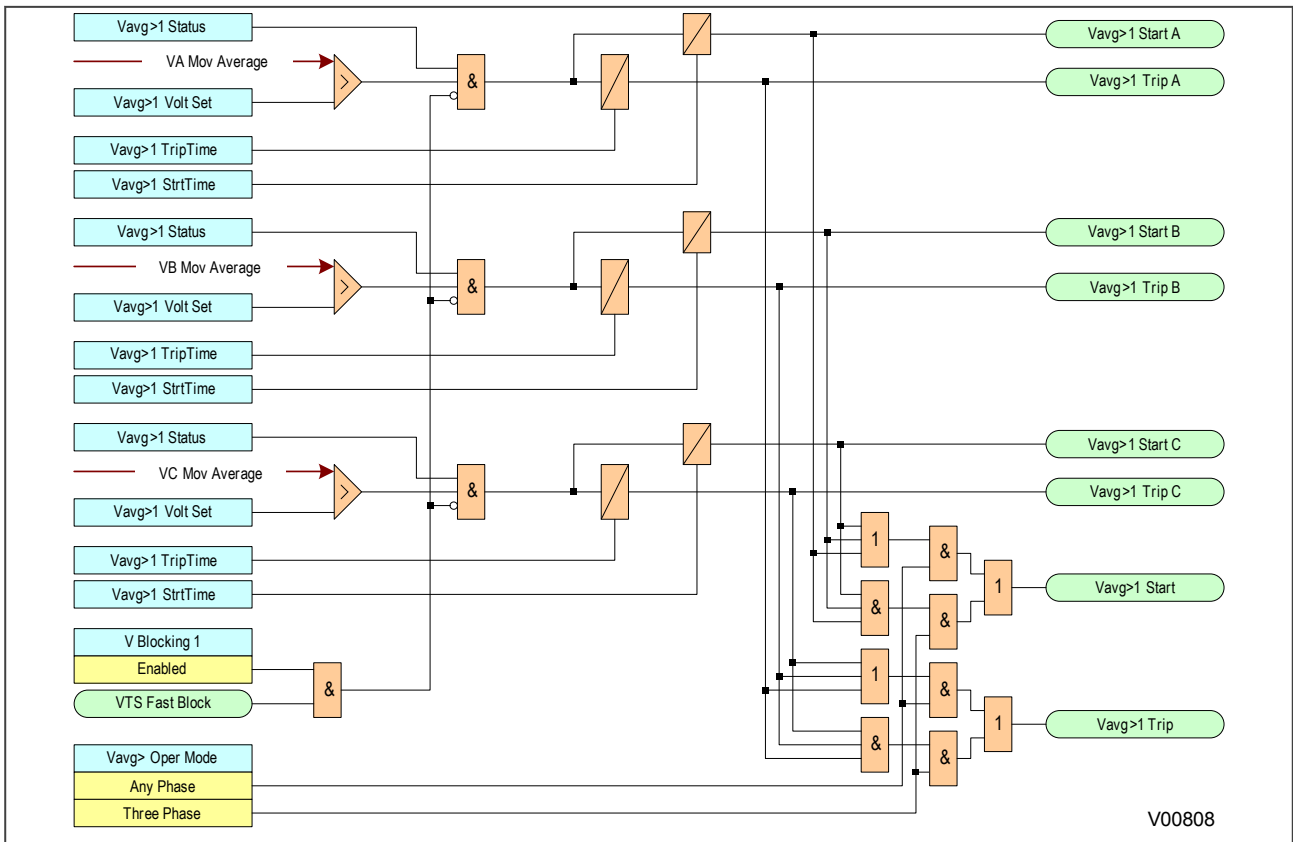 Vavg>1 Status
VA Mov Average
Vavg>1 Volt Set
Vavg>1 TripTime
Vavg>1 StrtTime
>
&
Vavg>1 Start A
Vavg>1 Trip A
Vavg>1 Status
VB Mov Average
Vavg>1 Volt Set
Vavg>1 TripTime
Vavg>1 StrtTime
>
&
Vavg>1 Start B
Vavg>1 Trip B
Vavg>1 Status
VC Mov Average
Vavg>1 Volt Set
Vavg>1 TripTime
Vavg>1 StrtTime
>
&
Vavg>1 Start C
Vavg>1 Trip C
1
&
&
&
1
Vavg>1 Start
V Blocking 1
Enabled
VTS Fast Block
&
1
&
&
&
1
Vavg>1 Trip
Vavg> Oper Mode
Any Phase
Three Phase
V00808